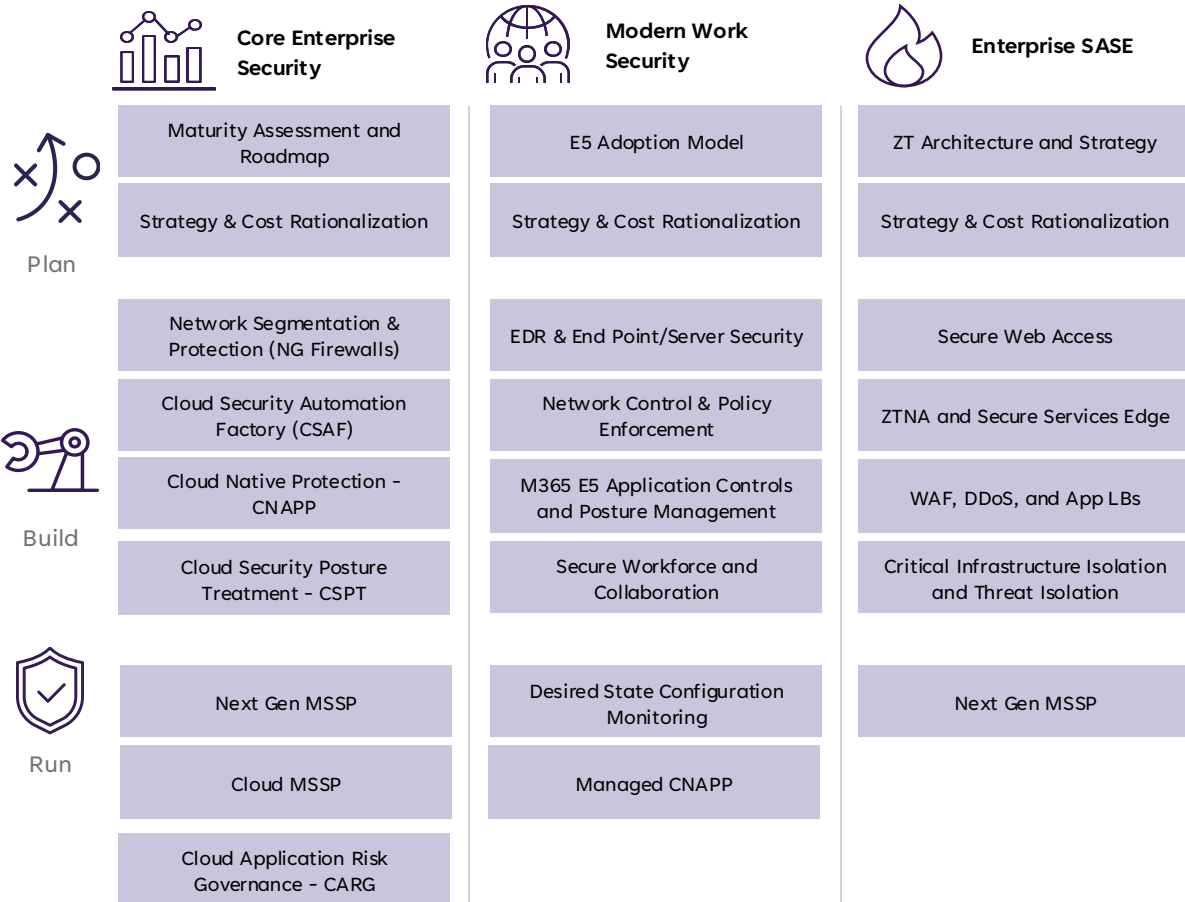 Core Enterprise
Security
Modern Work
Security
Enterprise SASE
Plan
Maturity Assessment and
Roadmap
E5 Adoption Model
ZT Architecture and Strategy
Strategy & Cost Rationalization
Strategy & Cost Rationalization
Strategy & Cost Rationalization
Build
Network Segmentation &
Protection (NG Firewalls)
EDR & End Point/Server Security
Secure Web Access
Cloud Security Automation
Factory (CSAF)
Network Control & Policy
Enforcement
ZTNA and Secure Services Edge
Cloud Native Protection -
CNAPP
M365 E5 Application Controls
and Posture Management
WAF, DDoS, and App LBs
Cloud Security Posture
Treatment - CSPT
Secure Workforce and
Collaboration
Critical Infrastructure Isolation
and Threat Isolation
Run
Next Gen MSSP
Desired State Configuration
Monitoring
Next Gen MSSP
Cloud MSSP
Managed CNAPP
Cloud Application Risk
Governance - CARG